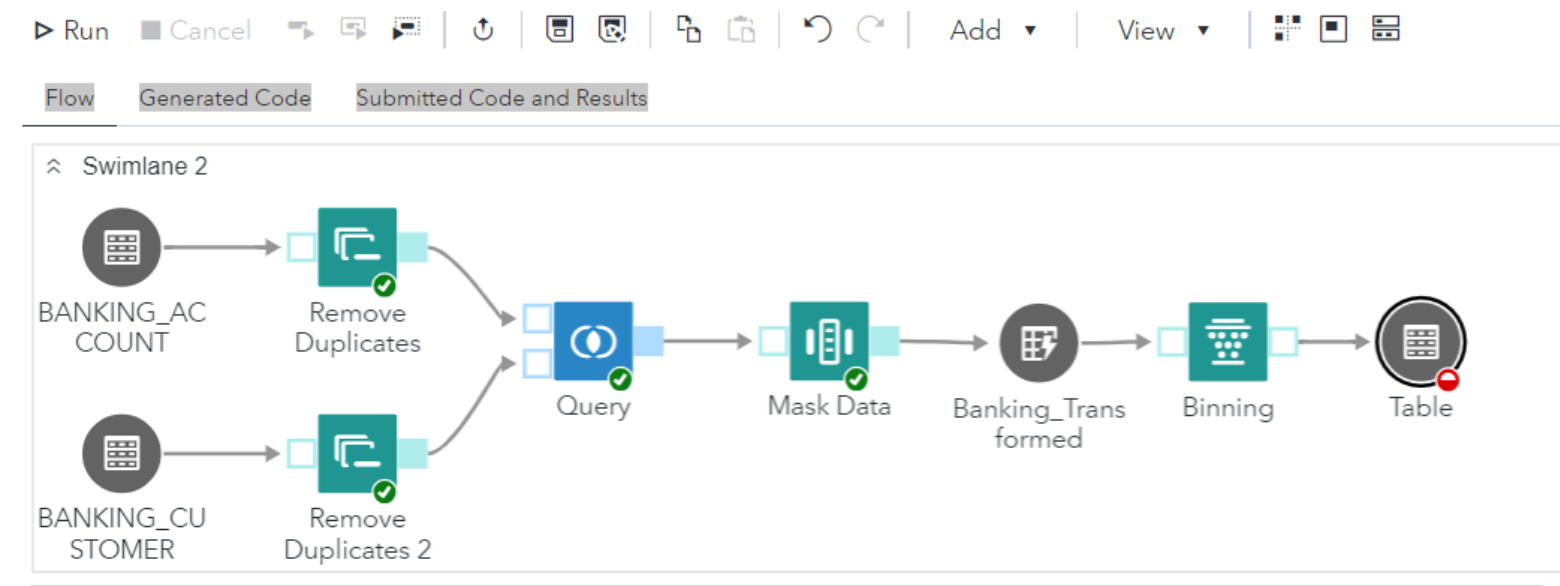 Run Cancel Add View
Flow Generated Code Submitted Code and Results
Swimlane 2
BANKING_AC
COUNT
Remove
Duplicates
Query
Mask Data
Banking_Trans
formed
Binning
Table
BANKING_CU
STOMER
Remove
Duplicates 2